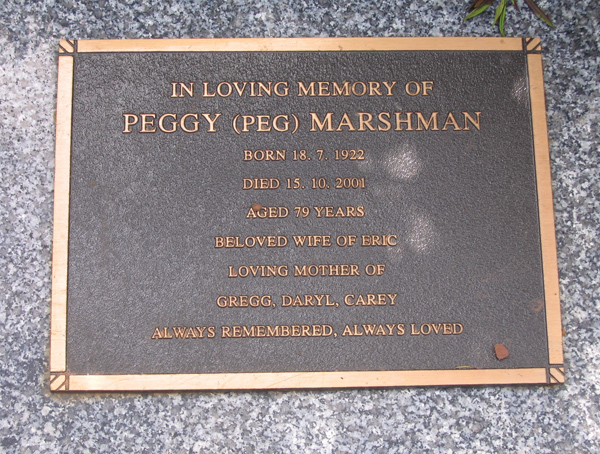 IN LOVING MEMORY OF
PEGGY (PEG) MARSHMAN
BORN 18. 7. 1922
DIED 15. 10. 2001
AGED 79 YEARS
BELOVED WIFE OF ERIC
LOVING MOTHER OF
GREGG, DARYL, CAREY
ALWAYS REMEMBERED, ALWAYS LOVED